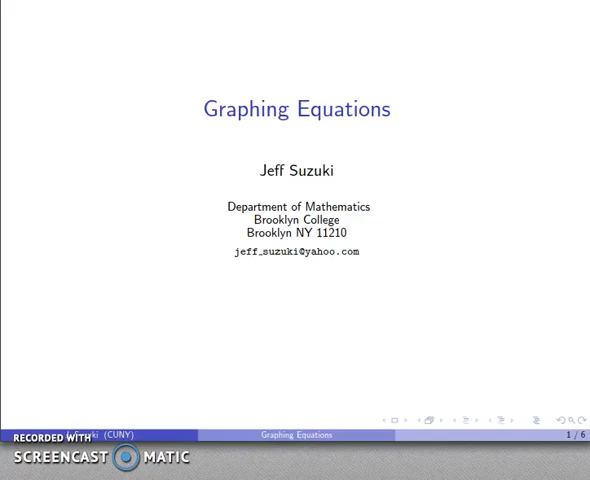 Graphing Equations
Jeff Suzuki
Department of Mathematics
Brooklyn College
Brooklyn NY 11210
jeff_suzuki@yahoo.com
(CUNY)
Graphing Equations
1 / 6
RECORDED WITH
SCREENCAST MATIC